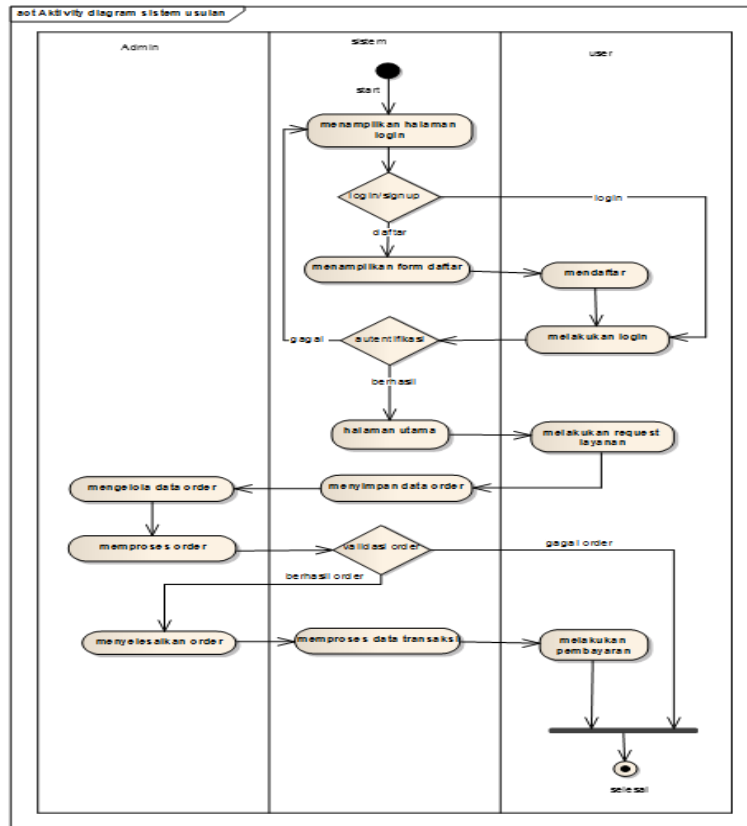 act Aktivity diagram sistem usulan
Admin
sistem
user
start
menampilkan halaman
login
login/signup
login
daftar
menampilkan form daftar
mendaftar
gagal
autentifikasi
melakukan login
berhasil
halaman utama
melakukan request
layanan
mengelola data order
menyimpan data order
memproses order
validasi order
gagal order
berhasil order
menyelesaikan order
memproses data transaksi
melakukan
pembayaran
selesai